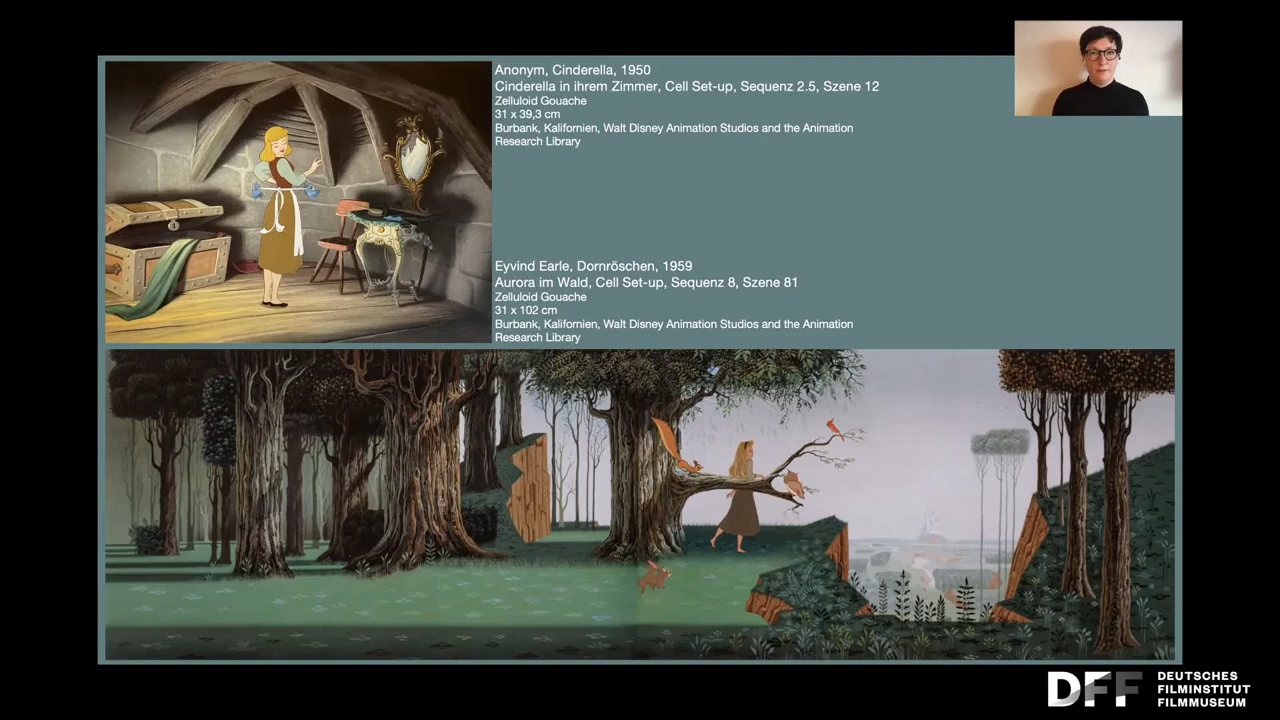 Anonym, Cinderella, 1950
Cinderella in ihrem Zimmer, Cell Set-up, Sequenz 2.5, Szene 12
Zelluloid Gouache
31 x 39,3 cm
Burbank, Kalifornien, Walt Disney Animation Studios and the Animation
Research Library
Eyvind Earle, Dornröschen, 1959
Aurora im Wald, Cell Set-up, Sequenz 8, Szene 81
Zelluloid Gouache
31 x 102 cm
Burbank, Kalifornien, Walt Disney Animation Studios and the Animation
Research Library
DFF
DEUTSCHES
FILMINSTITUT
FILMMUSEUM